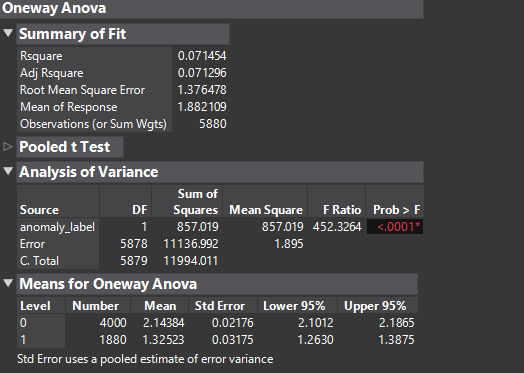 Oneway Anova
Summary of Fit
Rsquare 0.071454
Adj Rsquare 0.071296
Root Mean Square Error 1.376478
Mean of Response 1.882109
Observations (or Sum Wgts) 5880
Pooled t Test
Analysis of Variance
Sum of
Source DF Squares Mean Square F Ratio Prob > F
anomaly_label 1 857.019 857.019 452.3264 <.0001*
Error 5878 11136.992 1.895
C. Total 5879 11994.011
Means for Oneway Anova
Level Number Mean Std Error Lower 95% Upper 95%
0 4000 2.14384 0.02176 2.1012 2.1865
1 1880 1.32523 0.03175 1.2630 1.3875
Std Error uses a pooled estimate of error variance